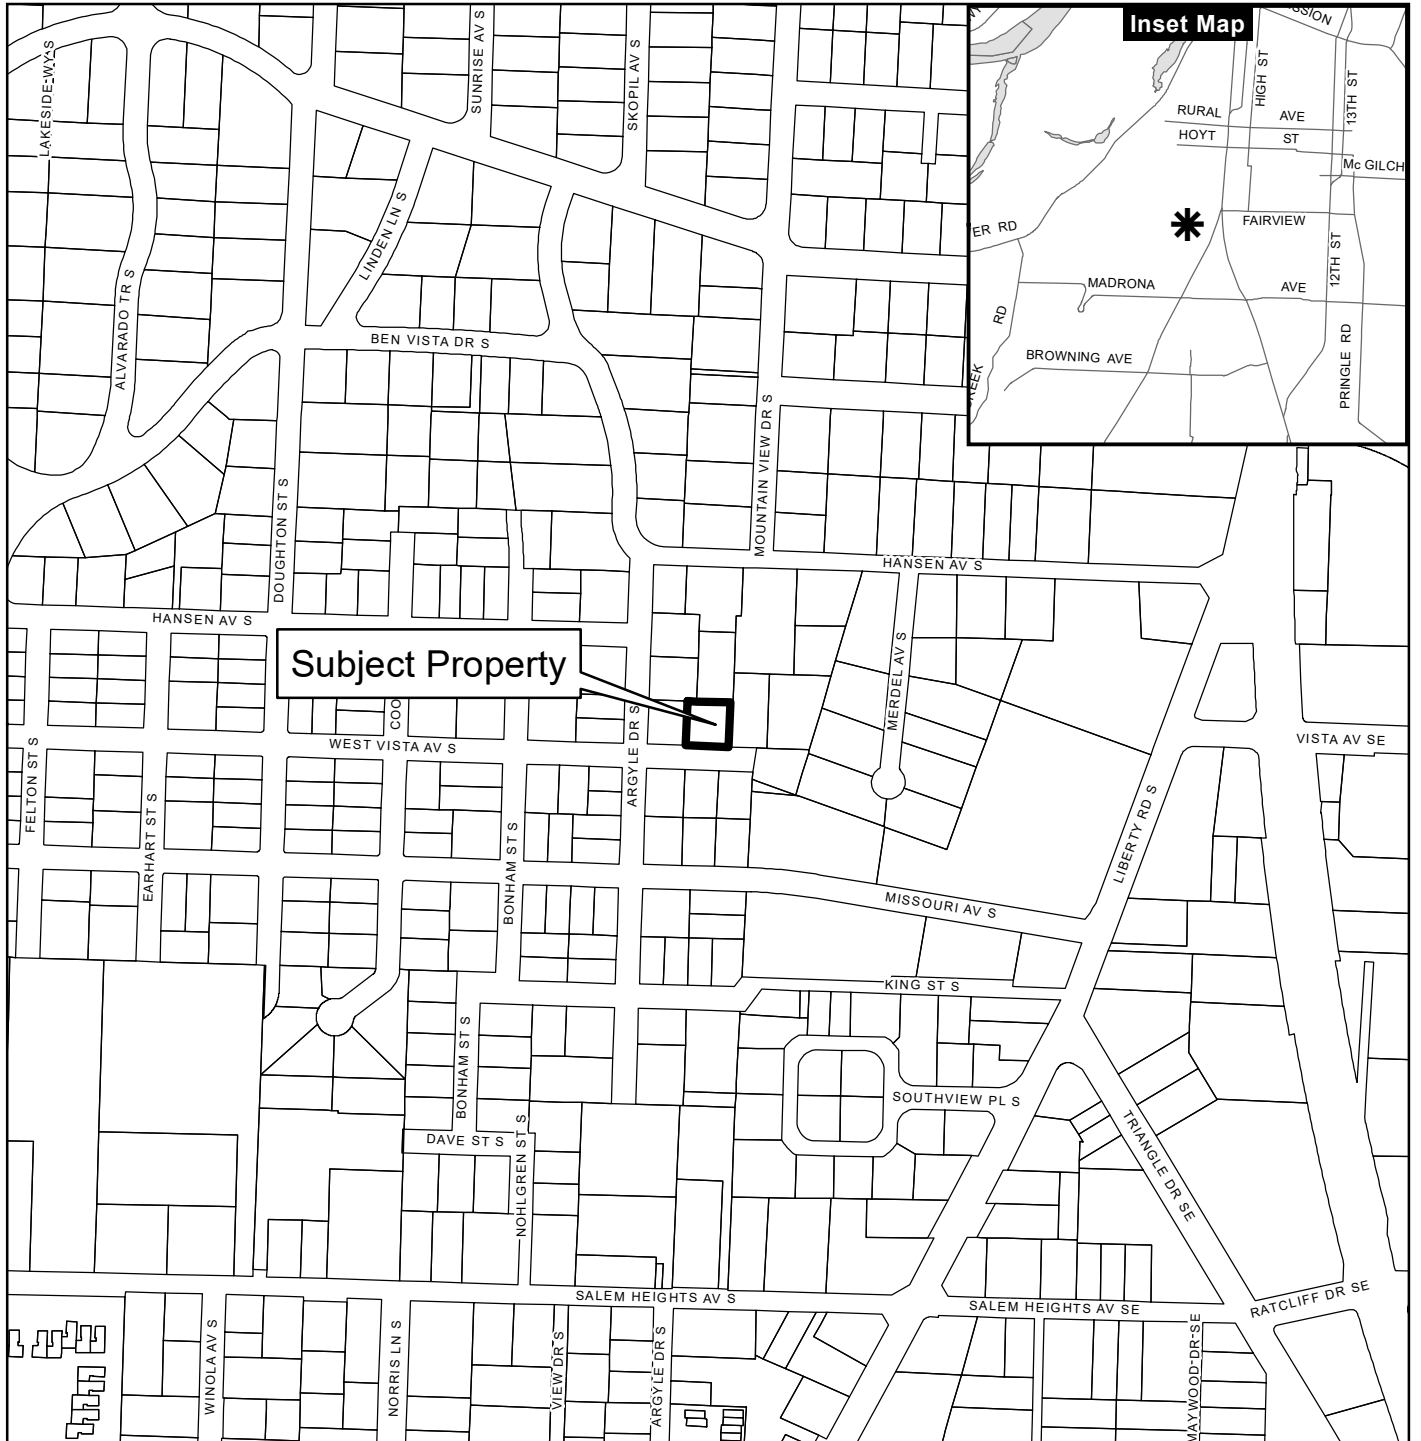 Inset Map
SSION
HIGH ST
13TH ST
RURAL AVE
HOYT ST
Mc GILCH
ER RD
FAIRVIEW
12TH ST
MADRONA AVE
RD
BROWNING AVE
PRINGLE RD
REEK
LAKESIDE WY S
SUNRISE AV S
SKOPIL AV S
LINDEN LN S
ALVARADO TR S
BEN VISTA DR S
MOUNTAIN VIEW DR S
DOUGHTON ST S
HANSEN AV S
HANSEN AV S
Subject Property
MERDEL AV S
COO
WEST VISTA AV S
ARGYLE DR S
VISTA AV SE
FELTON ST S
EARHART ST S
BONHAM ST S
LIBERTY RD S
MISSOURI AV S
KING ST S
BONHAM ST S
SOUTHVIEW PL S
DAVE ST S
NOHLGREN ST S
TRIANGLE DR SE
SALEM HEIGHTS AV S
SALEM HEIGHTS AV SE
RATCLIFF DR SE
WINOLA AV S
NORRIS LN S
VIEW DR S
ARGYLE DR S
MAYWOOD DR SE